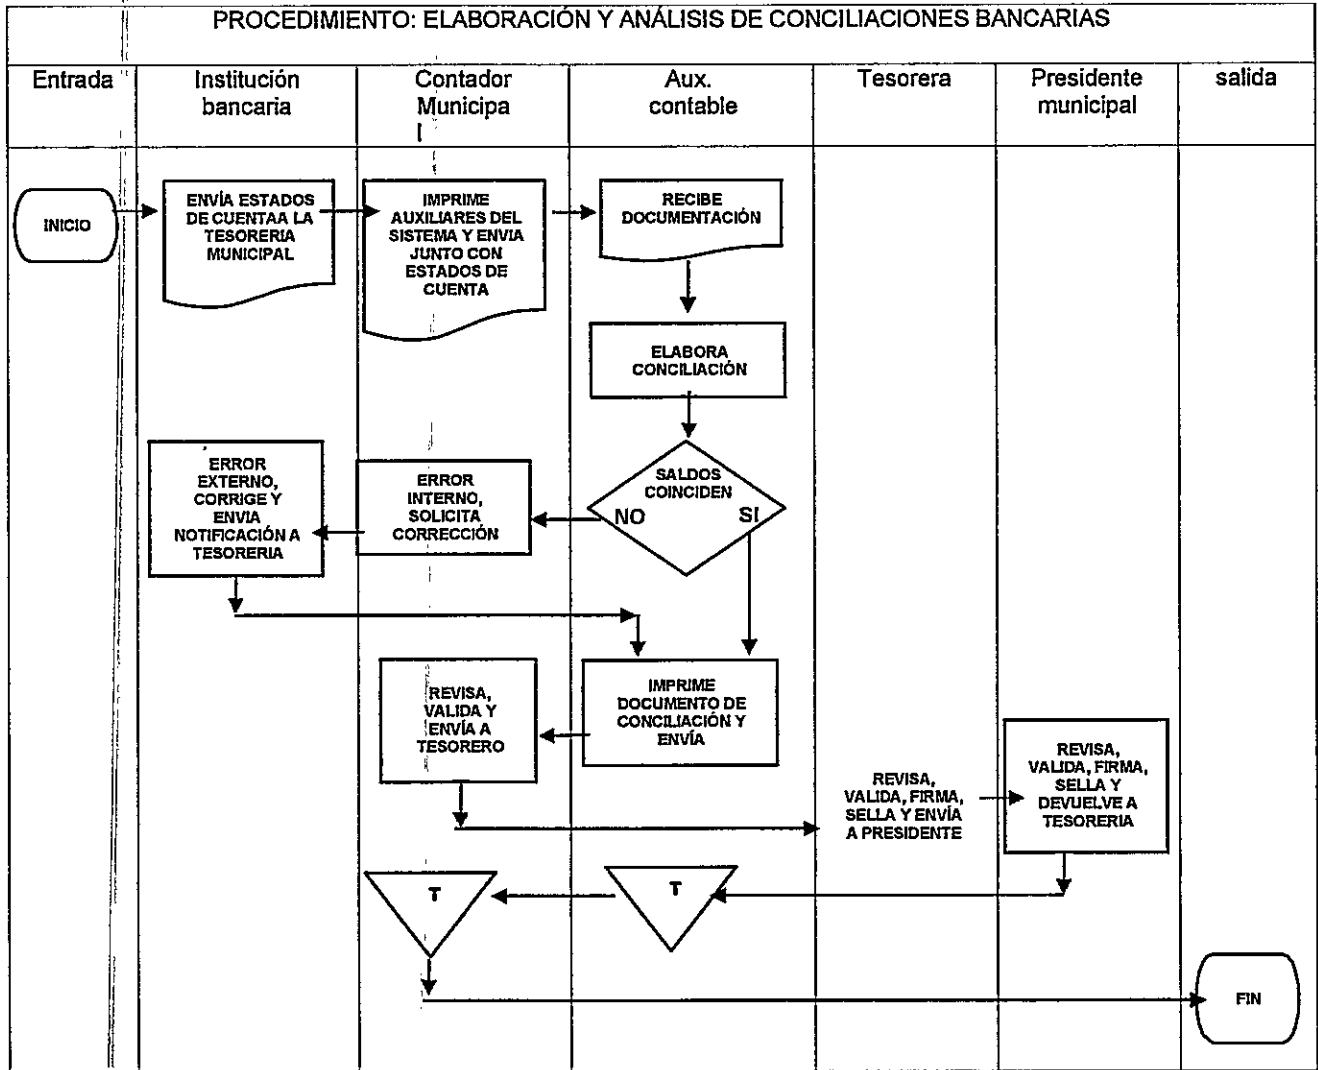 PROCEDIMIENTO: ELABORACIÓN Y ANÁLISIS DE CONCILIACIONES BANCARIAS
Entrada
Institución
bancaria
Contador
Municipa
l
Aux.
contable
Tesorera
Presidente
municipal
salida
INICIO
ENVÍA ESTADOS
DE CUENTAA LA
TESORERIA
MUNICIPAL
IMPRIME
AUXILIARES DEL
SISTEMA Y ENVIA
JUNTO CON
ESTADOS DE
CUENTA
RECIBE
DOCUMENTACIÓN
ELABORA
CONCILIACIÓN
SALDOS
COINCIDEN
NO
SI
ERROR
INTERNO,
SOLICITA
CORRECCIÓN
ERROR
EXTERNO,
CORRIGE Y
ENVIA
NOTIFICACIÓN A
TESORERIA
IMPRIME
DOCUMENTO DE
CONCILIACIÓN Y
ENVÍA
REVISA,
VALIDA Y
ENVÍA A
TESORERO
REVISA,
VALIDA, FIRMA,
SELLA Y ENVÍA
A PRESIDENTE
REVISA,
VALIDA, FIRMA,
SELLA Y
DEVUELVE A
TESORERIA
T
T
FIN